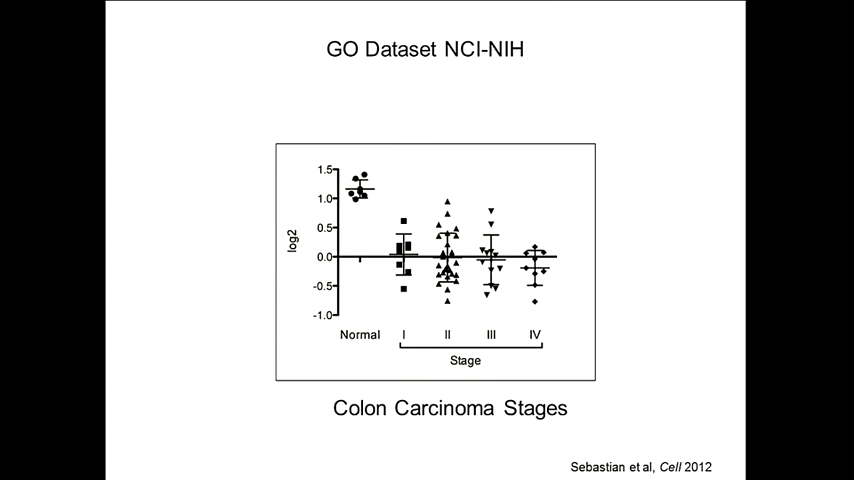 GO Dataset NCI-NIH
1.5
1.0
0.5
0.0
-0.5
-1.0
log2
Normal I II III IV
Stage
Colon Carcinoma Stages
Sebastian et al, Cell 2012